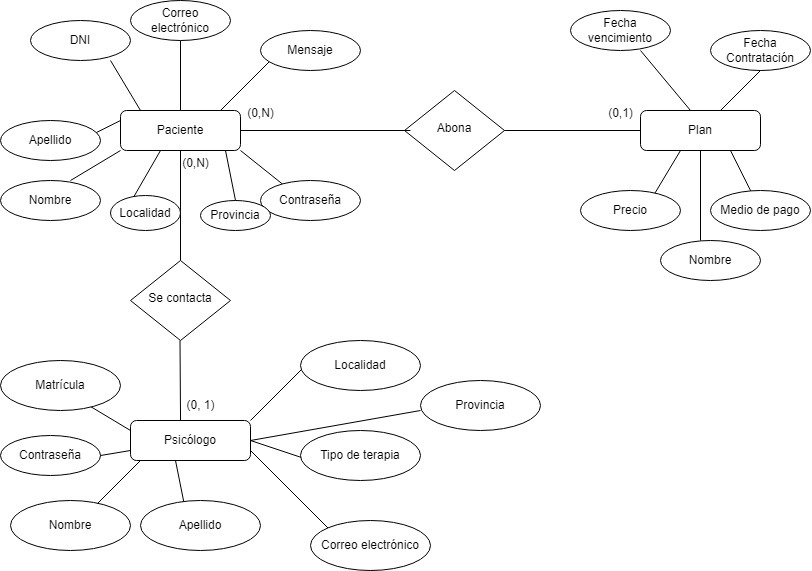 Correo
electrónico
DNI
Mensaje
Fecha
vencimiento
Fecha
Contratación
(0,N)
(0,1)
Paciente
Abona
Plan
Apellido
(0,N)
Nombre
Localidad
Provincia
Contraseña
Precio
Medio de pago
Nombre
Se contacta
Localidad
Matrícula
(0, 1)
Provincia
Psicólogo
Contraseña
Tipo de terapia
Nombre
Apellido
Correo electrónico